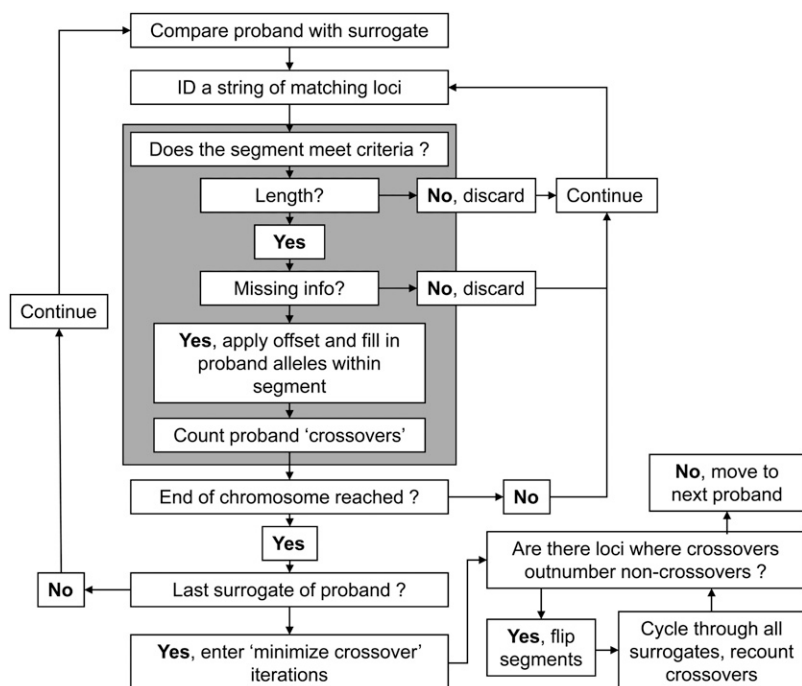 Compare proband with surrogate
ID a string of matching loci
Does the segment meet criteria ?
Length?
No, discard
Continue
Yes
Missing info?
No, discard
Continue
Yes, apply offset and fill in
proband alleles within
segment
Count proband ‘crossovers’
End of chromosome reached ?
No
No, move to
next proband
Yes
Are there loci where crossovers
outnumber non-crossovers ?
No
Last surrogate of proband ?
Yes, flip
segments
Cycle through all
surrogates, recount
crossovers
Yes, enter ‘minimize crossover’
iterations